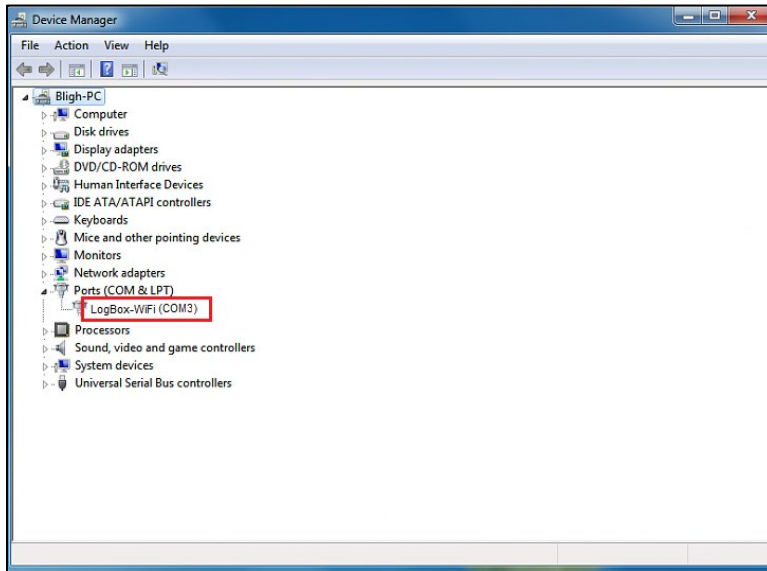 Device Manager
File Action View Help
Bligh-PC
Computer
Disk drives
Display adapters
DVD/CD-ROM drives
Human Interface Devices
IDE ATA/ATAPI controllers
Keyboards
Mice and other pointing devices
Monitors
Network adapters
Ports (COM & LPT)
LogBox-WiFi (COM3)
Processors
Sound, video and game controllers
System devices
Universal Serial Bus controllers